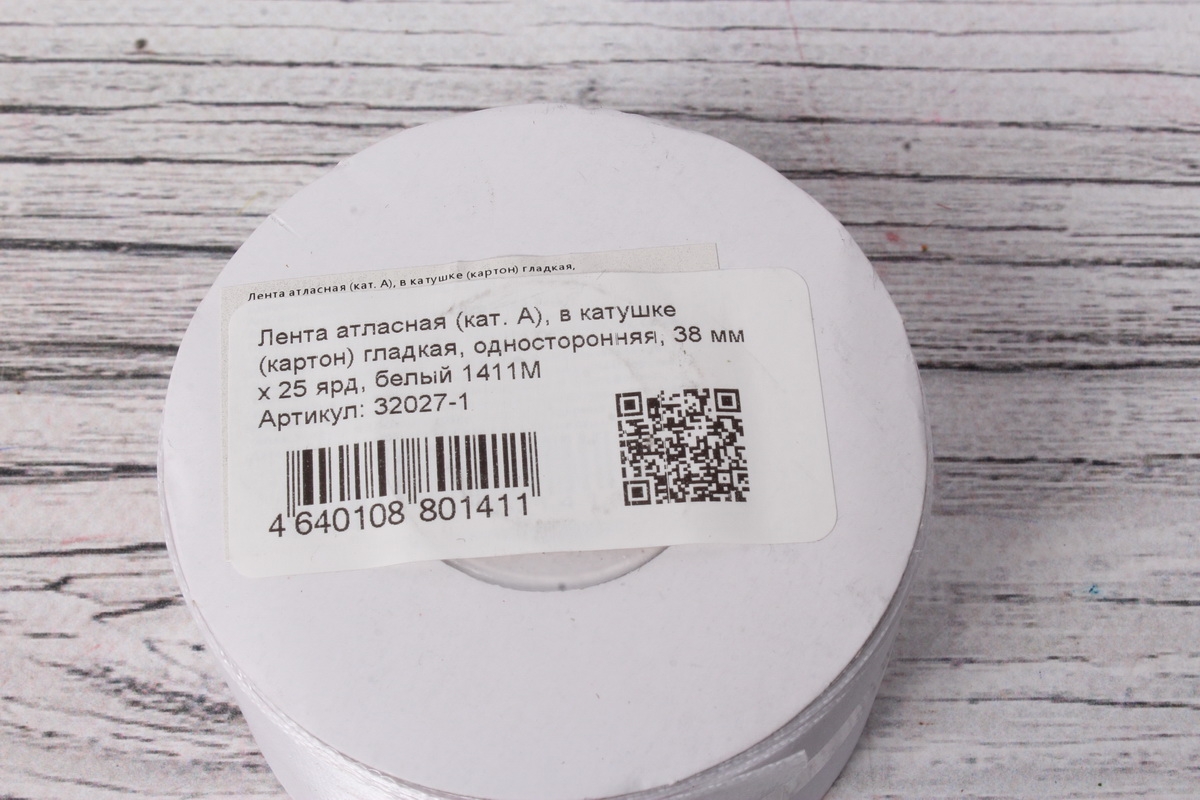 Лента атласная (кат. А), в катушке (картон) гладкая,
Лента атласная (кат. А), в катушке
(картон) гладкая, односторонняя, 38 мм
х 25 ярд, белый 1411М
Артикул: 32027-1
4 640108 801411